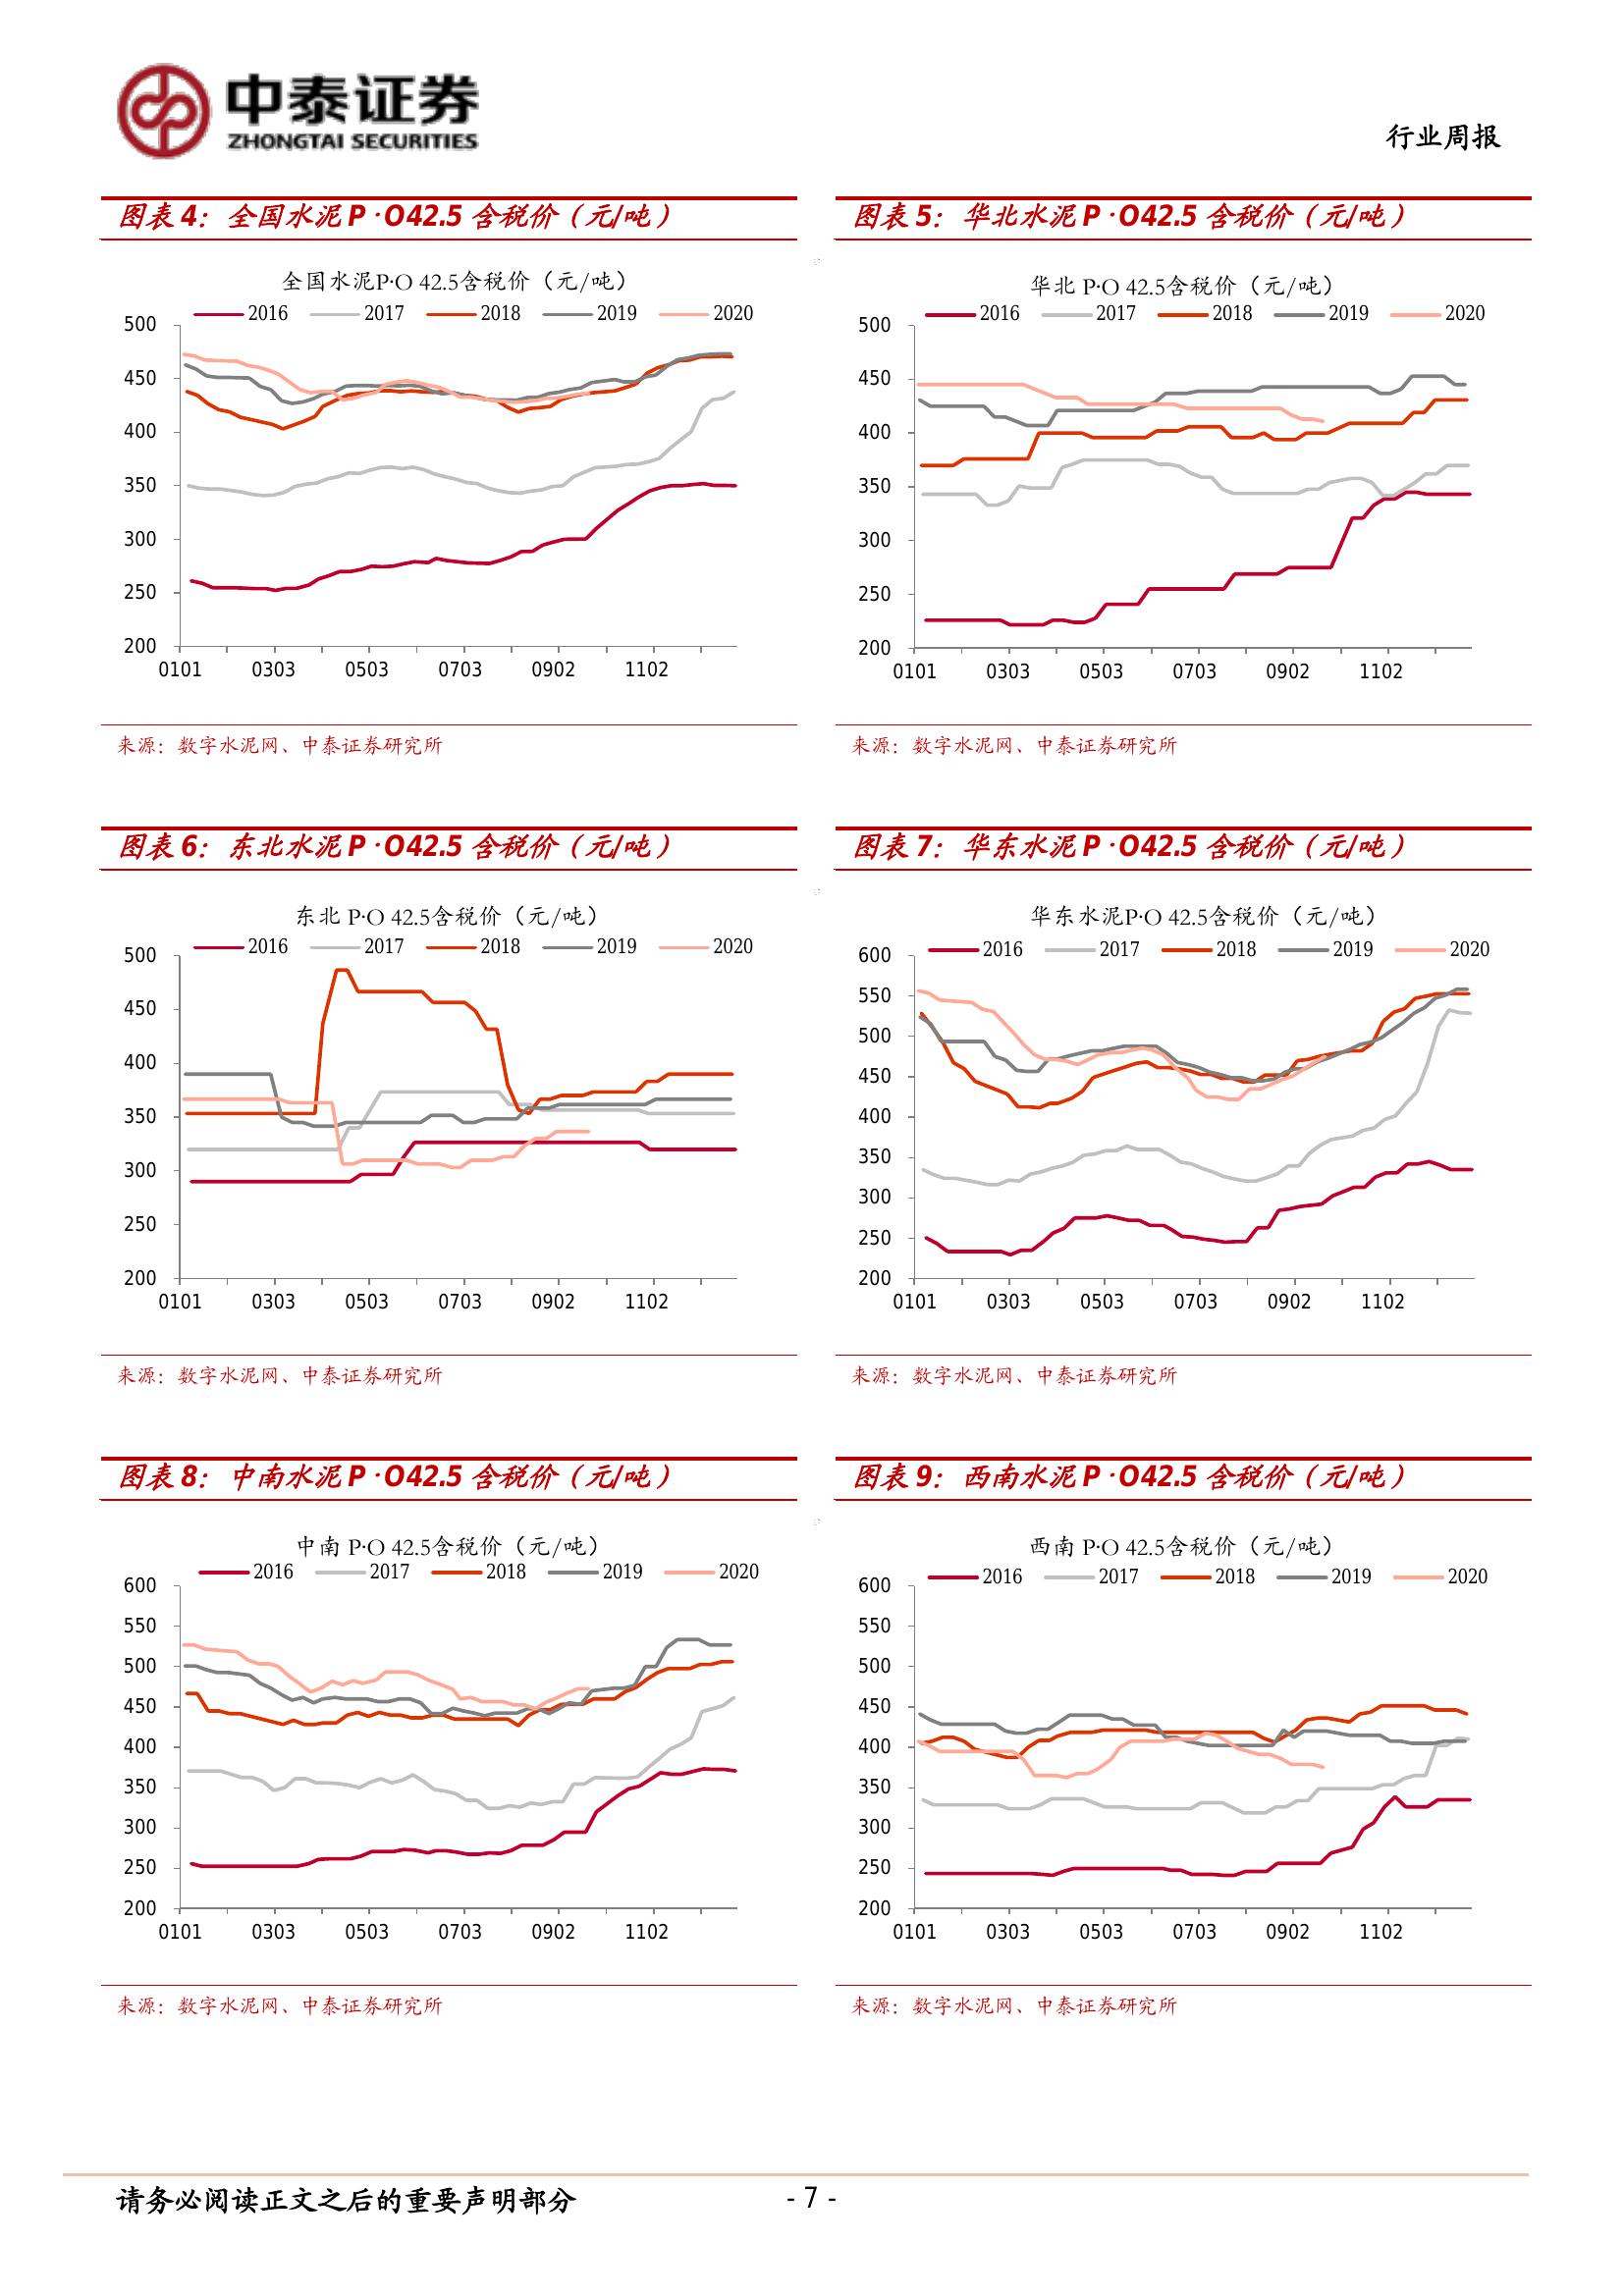 中泰证券
ZHONGTAI SECURITIES
行业周报
图表 4：全国水泥 P·O42.5 含税价（元/吨）
全国水泥P·O 42.5含税价（元/吨）
2016 2017 2018 2019 2020
500
450
400
350
300
250
200
0101 0303 0503 0703 0902 1102
来源：数字水泥网、中泰证券研究所
图表 5：华北水泥 P·O42.5 含税价（元/吨）
华北 P·O 42.5含税价（元/吨）
2016 2017 2018 2019 2020
500
450
400
350
300
250
200
0101 0303 0503 0703 0902 1102
来源：数字水泥网、中泰证券研究所
图表 6：东北水泥 P·O42.5 含税价（元/吨）
东北 P·O 42.5含税价（元/吨）
2016 2017 2018 2019 2020
500
450
400
350
300
250
200
0101 0303 0503 0703 0902 1102
来源：数字水泥网、中泰证券研究所
图表 7：华东水泥 P·O42.5 含税价（元/吨）
华东水泥P·O 42.5含税价（元/吨）
2016 2017 2018 2019 2020
600
550
500
450
400
350
300
250
200
0101 0303 0503 0703 0902 1102
来源：数字水泥网、中泰证券研究所
图表 8：中南水泥 P·O42.5 含税价（元/吨）
中南 P·O 42.5含税价（元/吨）
2016 2017 2018 2019 2020
600
550
500
450
400
350
300
250
200
0101 0303 0503 0703 0902 1102
来源：数字水泥网、中泰证券研究所
图表 9：西南水泥 P·O42.5 含税价（元/吨）
西南 P·O 42.5含税价（元/吨）
2016 2017 2018 2019 2020
600
550
500
450
400
350
300
250
200
0101 0303 0503 0703 0902 1102
来源：数字水泥网、中泰证券研究所
请务必阅读正文之后的重要声明部分
- 7 -